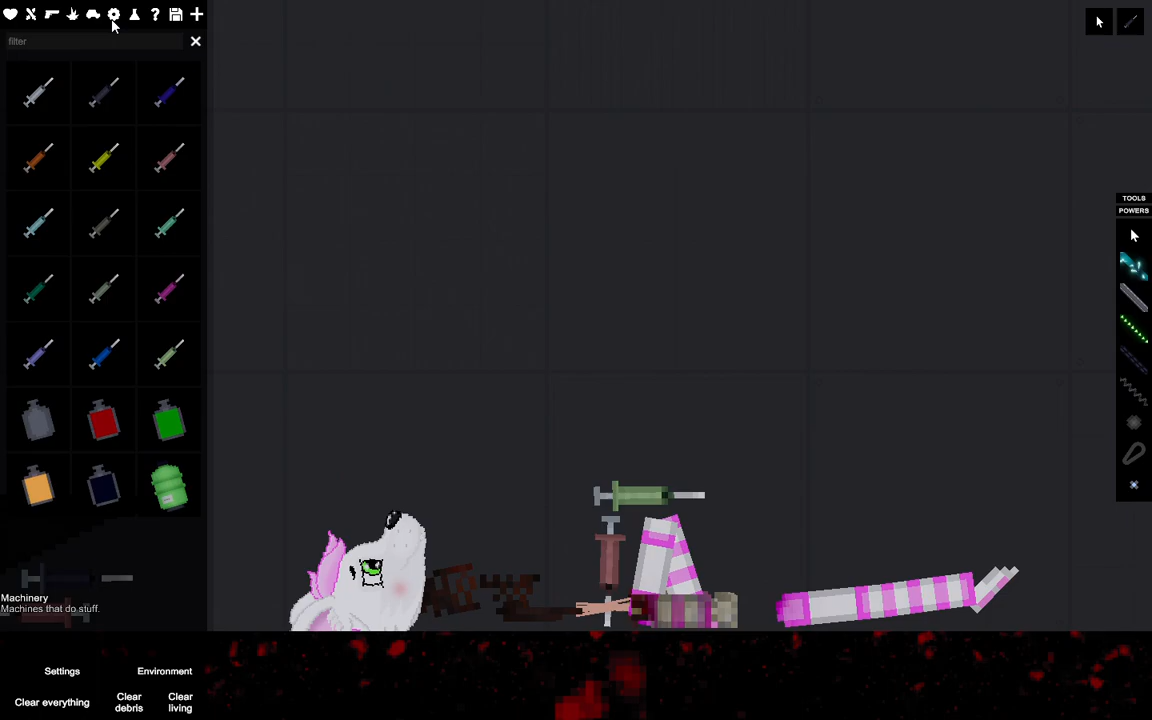 filter
TOOLS
POWERS
Machinery
Machines that do stuff.
Settings
Environment
Clear everything
Clear
debris
Clear
living